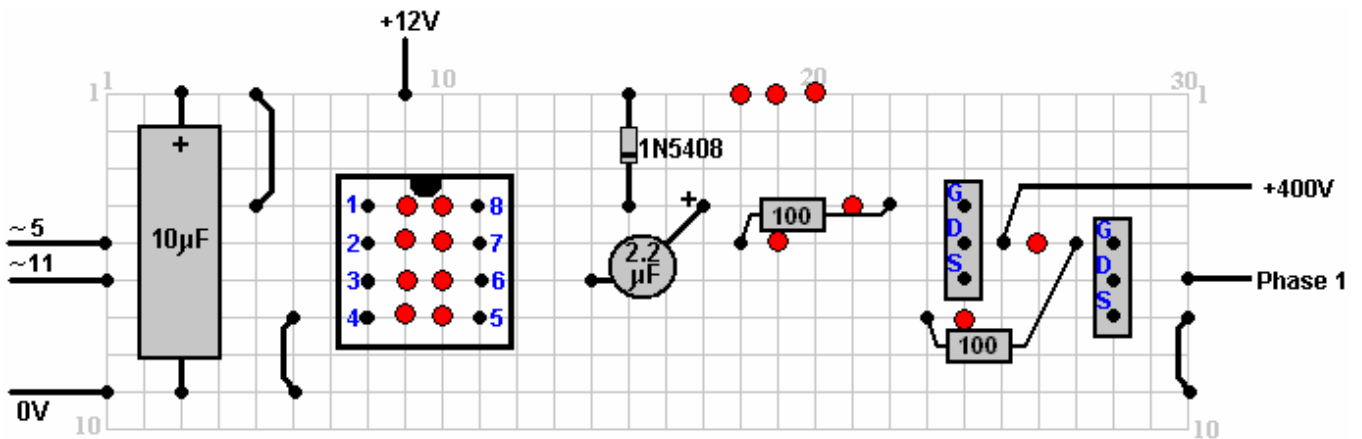 +12V
1 1 10 20 30 1
+ 1N5408
1 8 + G +400V
~5 10µF 2 7 2.2 µF 100 D G
~11 3 6 S D Phase 1
4 5 100 S
0V
10 10